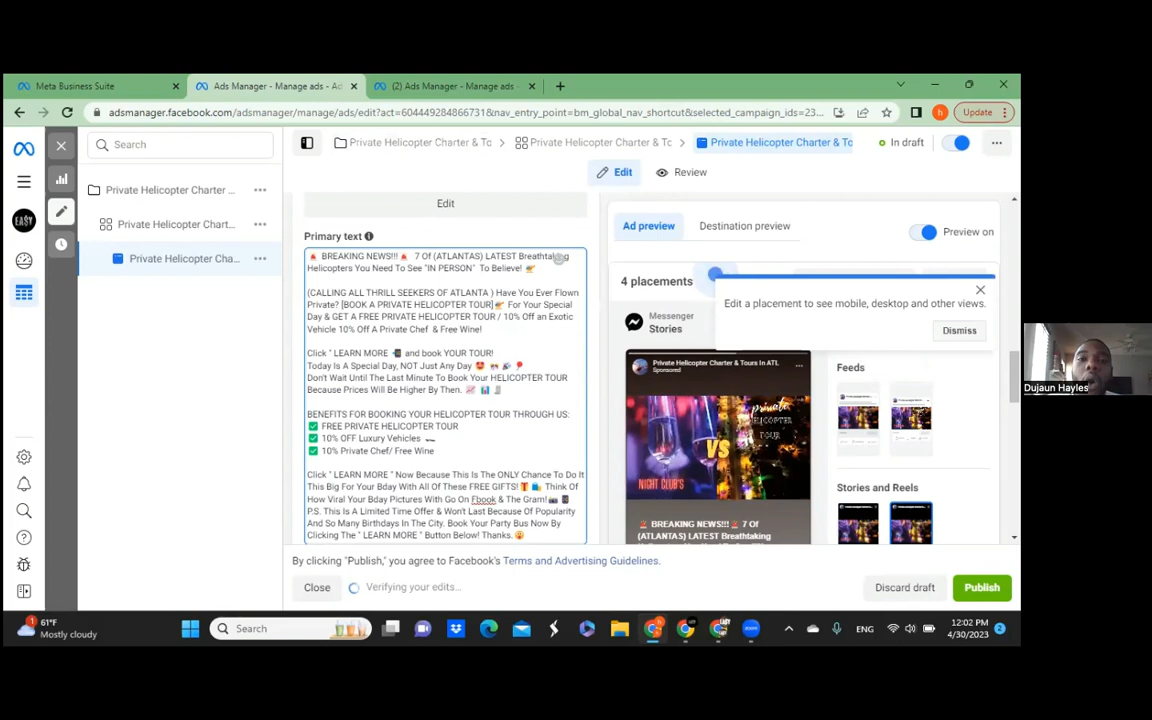 Meta Business Suite
Ads Manager - Manage ads - Ad
(2) Ads Manager - Manage ads -
adsmanager.facebook.com/adsmanager/manage/ads/edit?act=604449284866731&nav_entry_point=bm_global_nav_shortcut&selected_campaign_ids=23...
h
Update
Search
Private Helicopter Charter & To
Private Helicopter Charter & Tc
Private Helicopter Charter & To
In draft
Edit
Review
EASY
Private Helicopter Charter ...
Private Helicopter Chart...
Private Helicopter Cha...
Edit
Primary text
🚨 BREAKING NEWS!!! 🚨 7 Of (ATLANTAS) LATEST Breathtaking
Helicopters You Need To See "IN PERSON" To Believe! 🚁
(CALLING ALL THRILL SEEKERS OF ATLANTA ) Have You Ever Flown
Private? [BOOK A PRIVATE HELICOPTER TOUR]🚁 For Your Special
Day & GET A FREE PRIVATE HELICOPTER TOUR / 10% Off an Exotic
Vehicle 10% Off A Private Chef & Free Wine!
Click " LEARN MORE 📲 and book YOUR TOUR!
Today Is A Special Day, NOT Just Any Day
Don't Wait Until The Last Minute To Book Your HELICOPTER TOUR
Because Prices Will Be Higher By Then.
BENEFITS FOR BOOKING YOUR HELICOPTER TOUR THROUGH US:
✅ FREE PRIVATE HELICOPTER TOUR
✅ 10% OFF Luxury Vehicles
✅ 10% Private Chef/ Free Wine
Click " LEARN MORE " Now Because This Is The ONLY Chance To Do It
This Big For Your Bday With All Of These FREE GIFTS! 🎁 🛍 Think Of
How Viral Your Bday Pictures With Go On Fbook & The Gram!
P.S. This Is A Limited Time Offer & Won't Last Because Of Popularity
And So Many Birthdays In The City. Book Your Party Bus Now By
Clicking The " LEARN MORE " Button Below! Thanks.
Ad preview
Destination preview
Preview on
4 placements
Edit a placement to see mobile, desktop and other views.
Dismiss
Messenger
Stories
Private Helicopter Charter & Tours In ATL
Sponsored
private
HELICOPTER
TOUR
VS
NIGHT CLUB'S
🚨 BREAKING NEWS!!! 🚨 7 Of
(ATLANTAS) LATEST Breathtaking
Feeds
Stories and Reels
By clicking "Publish," you agree to Facebook's Terms and Advertising Guidelines.
Close
Verifying your edits...
Discard draft
Publish
Dujaun Hayles
61°F
Mostly cloudy
Search
ENG
12:02 PM
4/30/2023